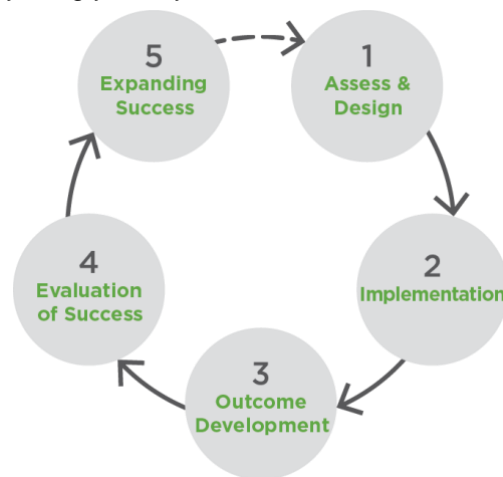 1
Assess &
Design
2
Implementation
3
Outcome
Development
4
Evaluation
of Success
5
Expanding
Success